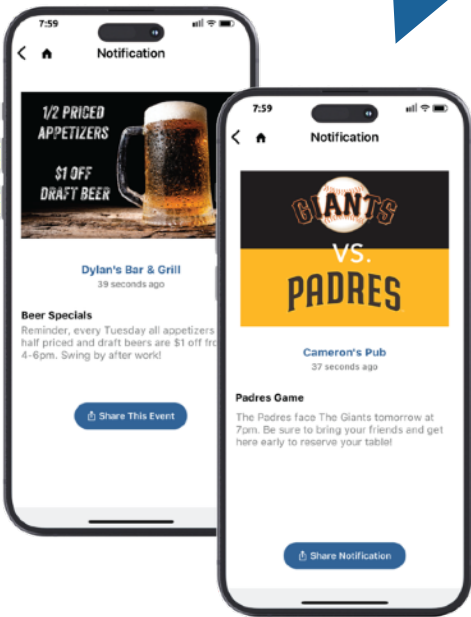 7:59
Notification
1/2 PRICED
APPETIZERS
$1 OFF
DRAFT BEER
Dylan's Bar & Grill
39 seconds ago
Beer Specials
Reminder, every Tuesday all appetizers
half priced and draft beers are $1 off
4-6pm. Swing by after work!
Share This Event
7:59
Notification
GIANTS
VS.
PADRES
Cameron's Pub
37 seconds ago
Padres Game
The Padres face The Giants tomorrow at
7pm. Be sure to bring your friends and get
here early to reserve your table!
Share Notification